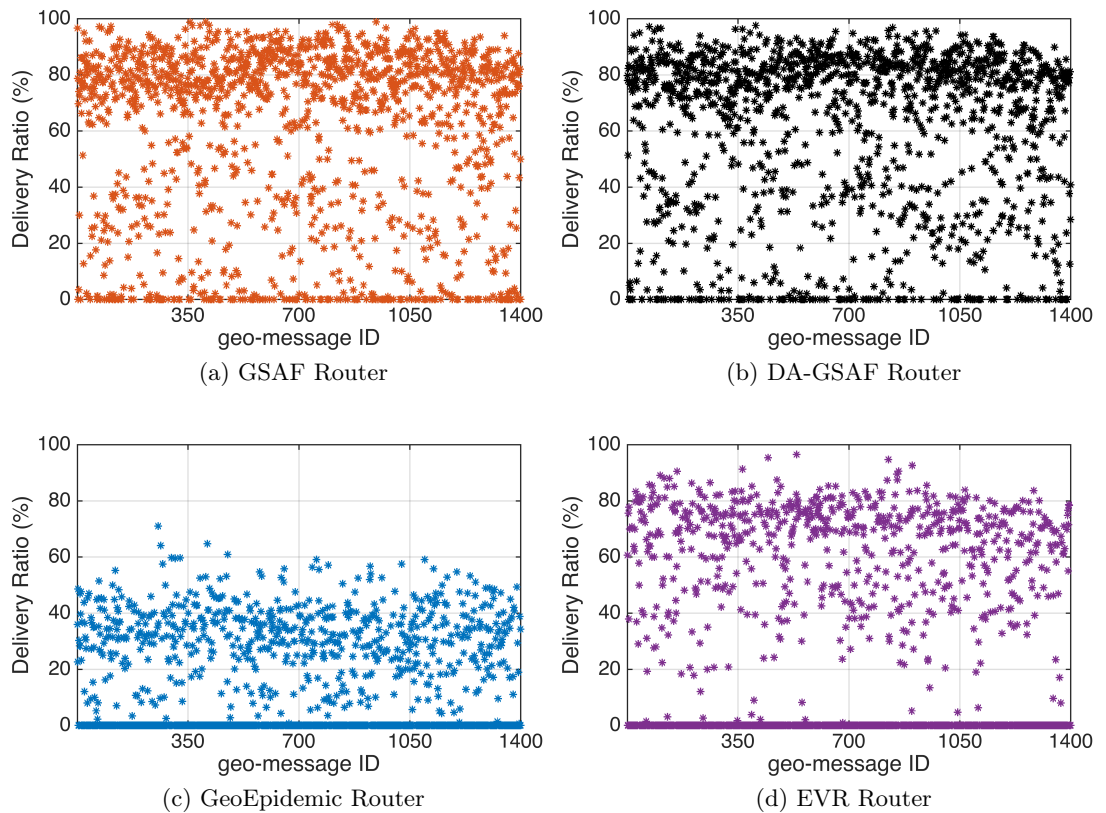 100
80
60
40
20
0
Delivery Ratio (%)
350 700 1050 1400
geo-message ID
(a) GSAF Router
100
80
60
40
20
0
Delivery Ratio (%)
350 700 1050 1400
geo-message ID
(b) DA-GSAF Router
100
80
60
40
20
0
Delivery Ratio (%)
350 700 1050 1400
geo-message ID
(c) GeoEpidemic Router
100
80
60
40
20
0
Delivery Ratio (%)
350 700 1050 1400
geo-message ID
(d) EVR Router